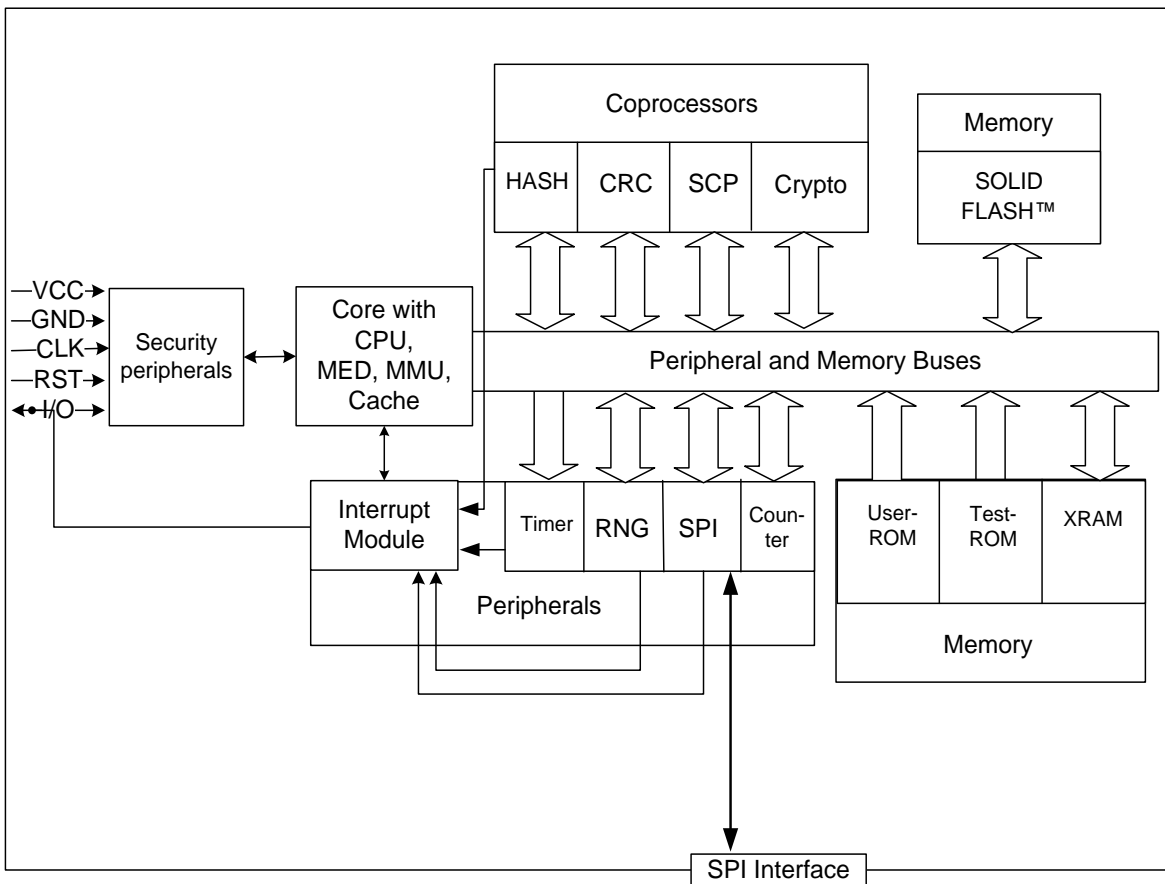 Coprocessors
HASH
CRC
SCP
Crypto
Memory
SOLID
FLASH™
VCC
GND
CLK
RST
I/O
Security
peripherals
Core with
CPU,
MED, MMU,
Cache
Peripheral and Memory Buses
Interrupt
Module
Timer
RNG
SPI
Coun-
ter
Peripherals
User-
ROM
Test-
ROM
XRAM
Memory
SPI Interface